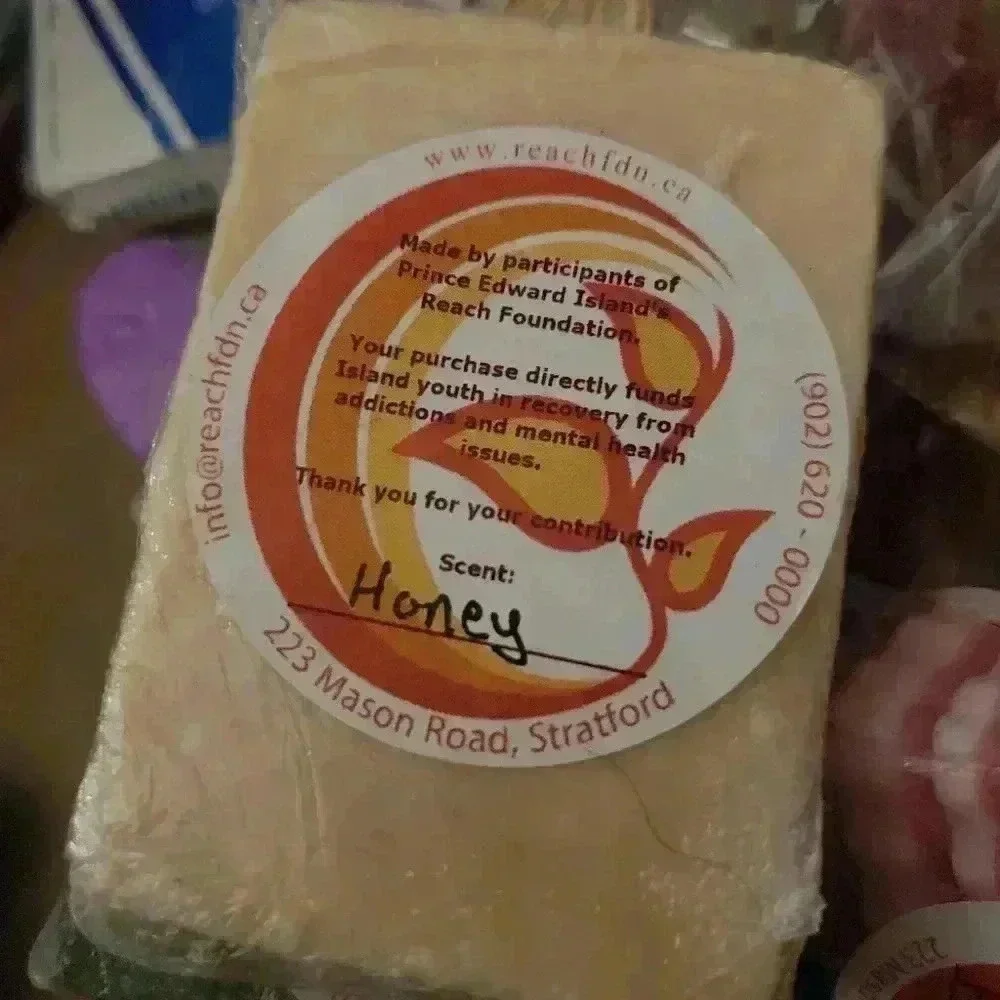 www.reachfdn.ca
Made by participants of
Prince Edward Island's
Reach Foundation.
Your purchase directly funds
Island youth in recovery from
addictions and mental health
issues.
Thank you for your contribution.
Scent:
Honey
info@reachfdn.ca
(902) 620 - 0000
223 Mason Road, Stratford
223 Mas